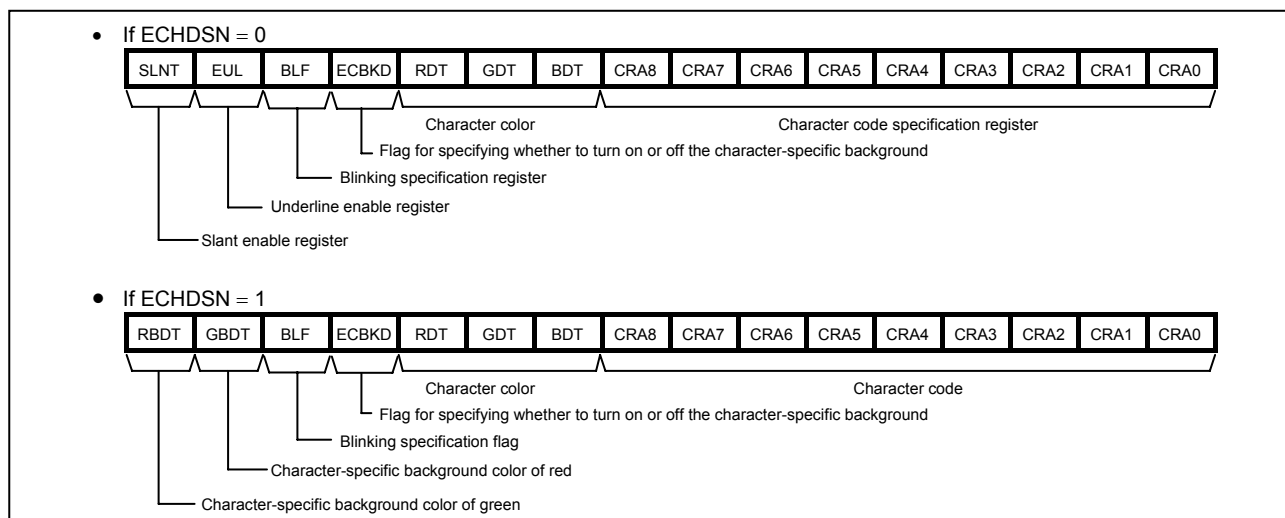 • If ECHDSN = 0
SLNT EUL BLF ECBKD RDT GDT BDT CRA8 CRA7 CRA6 CRA5 CRA4 CRA3 CRA2 CRA1 CRA0
Character color Character code specification register
Flag for specifying whether to turn on or off the character-specific background
Blinking specification register
Underline enable register
Slant enable register
• If ECHDSN = 1
RBDT GBDT BLF ECBKD RDT GDT BDT CRA8 CRA7 CRA6 CRA5 CRA4 CRA3 CRA2 CRA1 CRA0
Character color Character code
Flag for specifying whether to turn on or off the character-specific background
Blinking specification flag
Character-specific background color of red
Character-specific background color of green